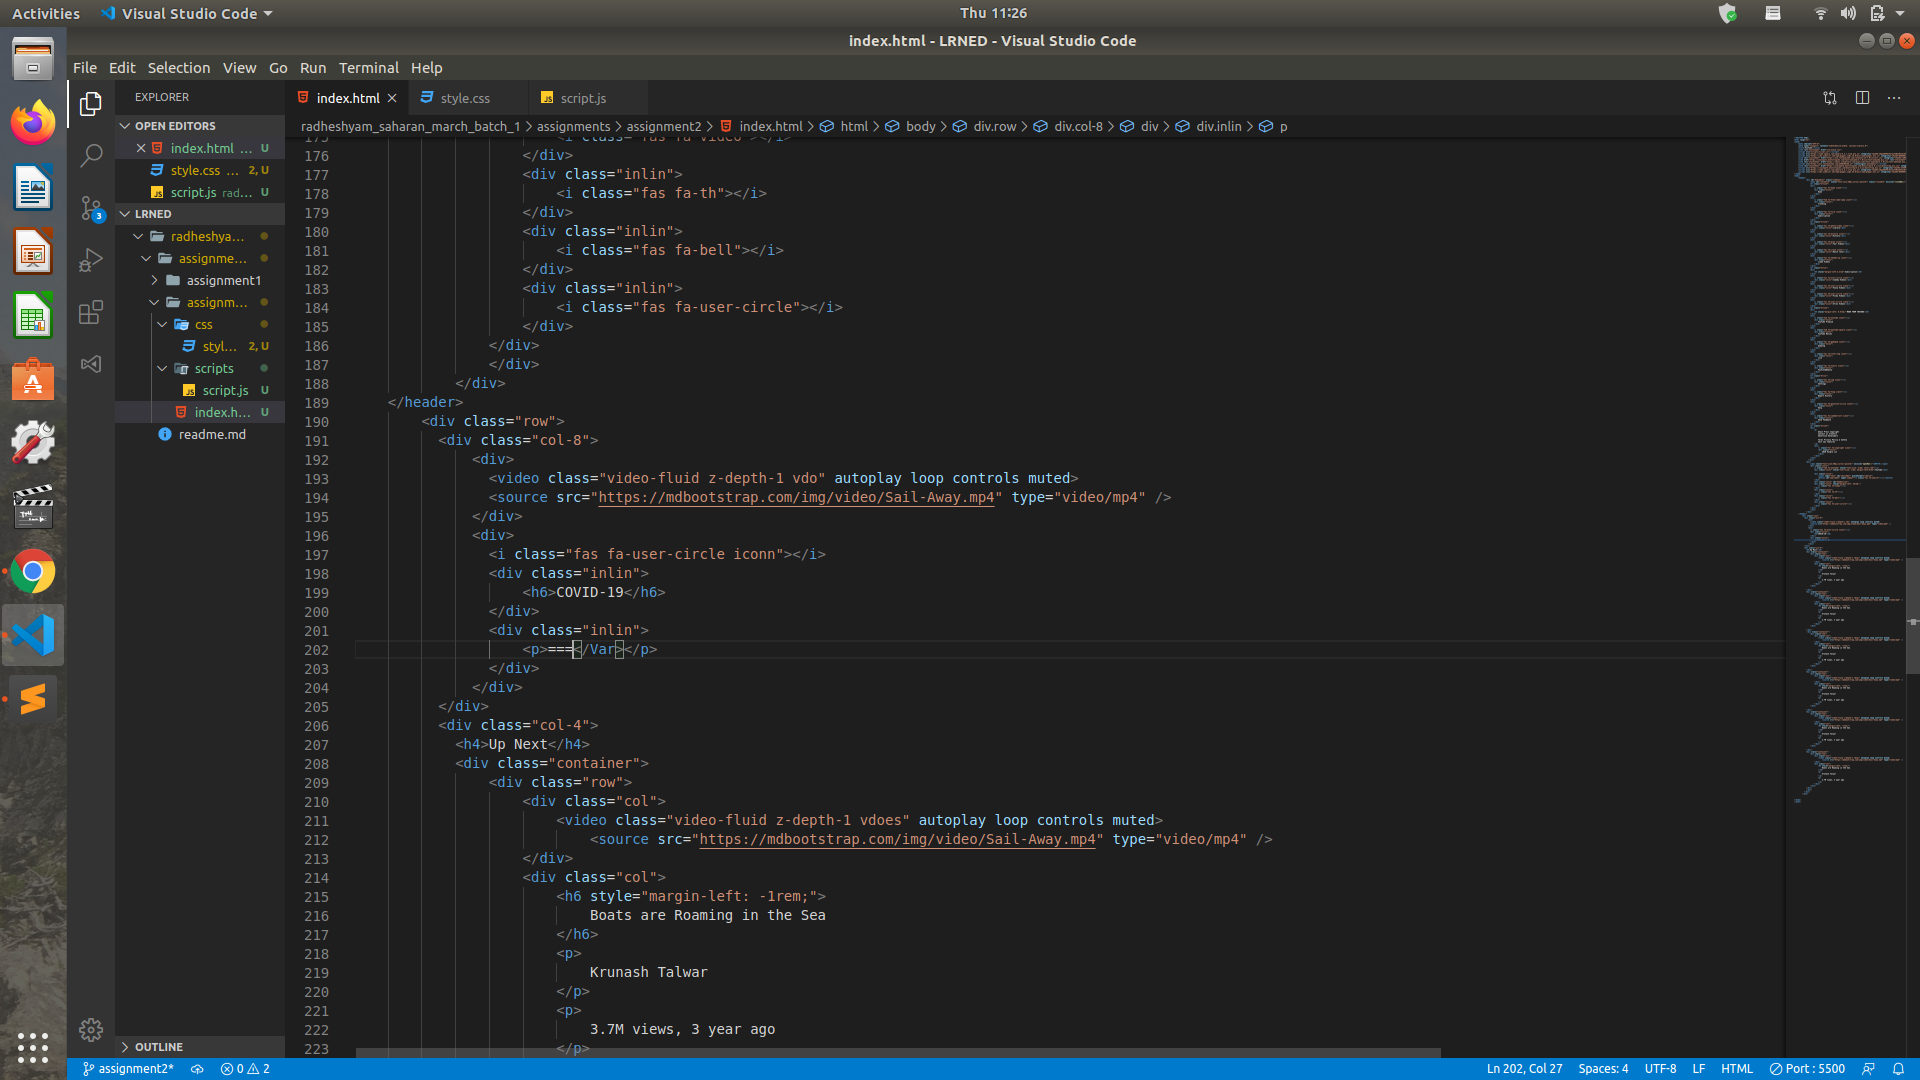 Activities
Visual Studio Code
Thu 11:26
index.html - LRNED - Visual Studio Code
File Edit Selection View Go Run Terminal Help
EXPLORER
OPEN EDITORS
index.html ... U
style.css ... 2, U
script.js rad... U
LRNED
radheshya...
assignme...
assignment1
assignm...
css
styl... 2, U
scripts
script.js U
index.h... U
readme.md
OUTLINE
index.html
style.css
script.js
radheshyam_saharan_march_batch_1 > assignments > assignment2 > index.html > html > body > div.row > div.col-8 > div > div.inlin > p
175 <i class="fas fa-video"></i>
176 </div>
177 <div class="inlin">
178 <i class="fas fa-th"></i>
179 </div>
180 <div class="inlin">
181 <i class="fas fa-bell"></i>
182 </div>
183 <div class="inlin">
184 <i class="fas fa-user-circle"></i>
185 </div>
186 </div>
187 </div>
188 </div>
189 </header>
190 <div class="row">
191 <div class="col-8">
192 <div>
193 <video class="video-fluid z-depth-1 vdo" autoplay loop controls muted>
194 <source src="https://mdbootstrap.com/img/video/Sail-Away.mp4" type="video/mp4" />
195 </div>
196 <div>
197 <i class="fas fa-user-circle iconn"></i>
198 <div class="inlin">
199 <h6>COVID-19</h6>
200 </div>
201 <div class="inlin">
202 <p>===</Var></p>
203 </div>
204 </div>
205 </div>
206 <div class="col-4">
207 <h4>Up Next</h4>
208 <div class="container">
209 <div class="row">
210 <div class="col">
211 <video class="video-fluid z-depth-1 vdoes" autoplay loop controls muted>
212 <source src="https://mdbootstrap.com/img/video/Sail-Away.mp4" type="video/mp4" />
213 </div>
214 <div class="col">
215 <h6 style="margin-left: -1rem;">
216 Boats are Roaming in the Sea
217 </h6>
218 <p>
219 Krunash Talwar
220 </p>
221 <p>
222 3.7M views, 3 year ago
223 </p>
assignment2* 0 2
Ln 202, Col 27 Spaces: 4 UTF-8 LF HTML Port : 5500
3